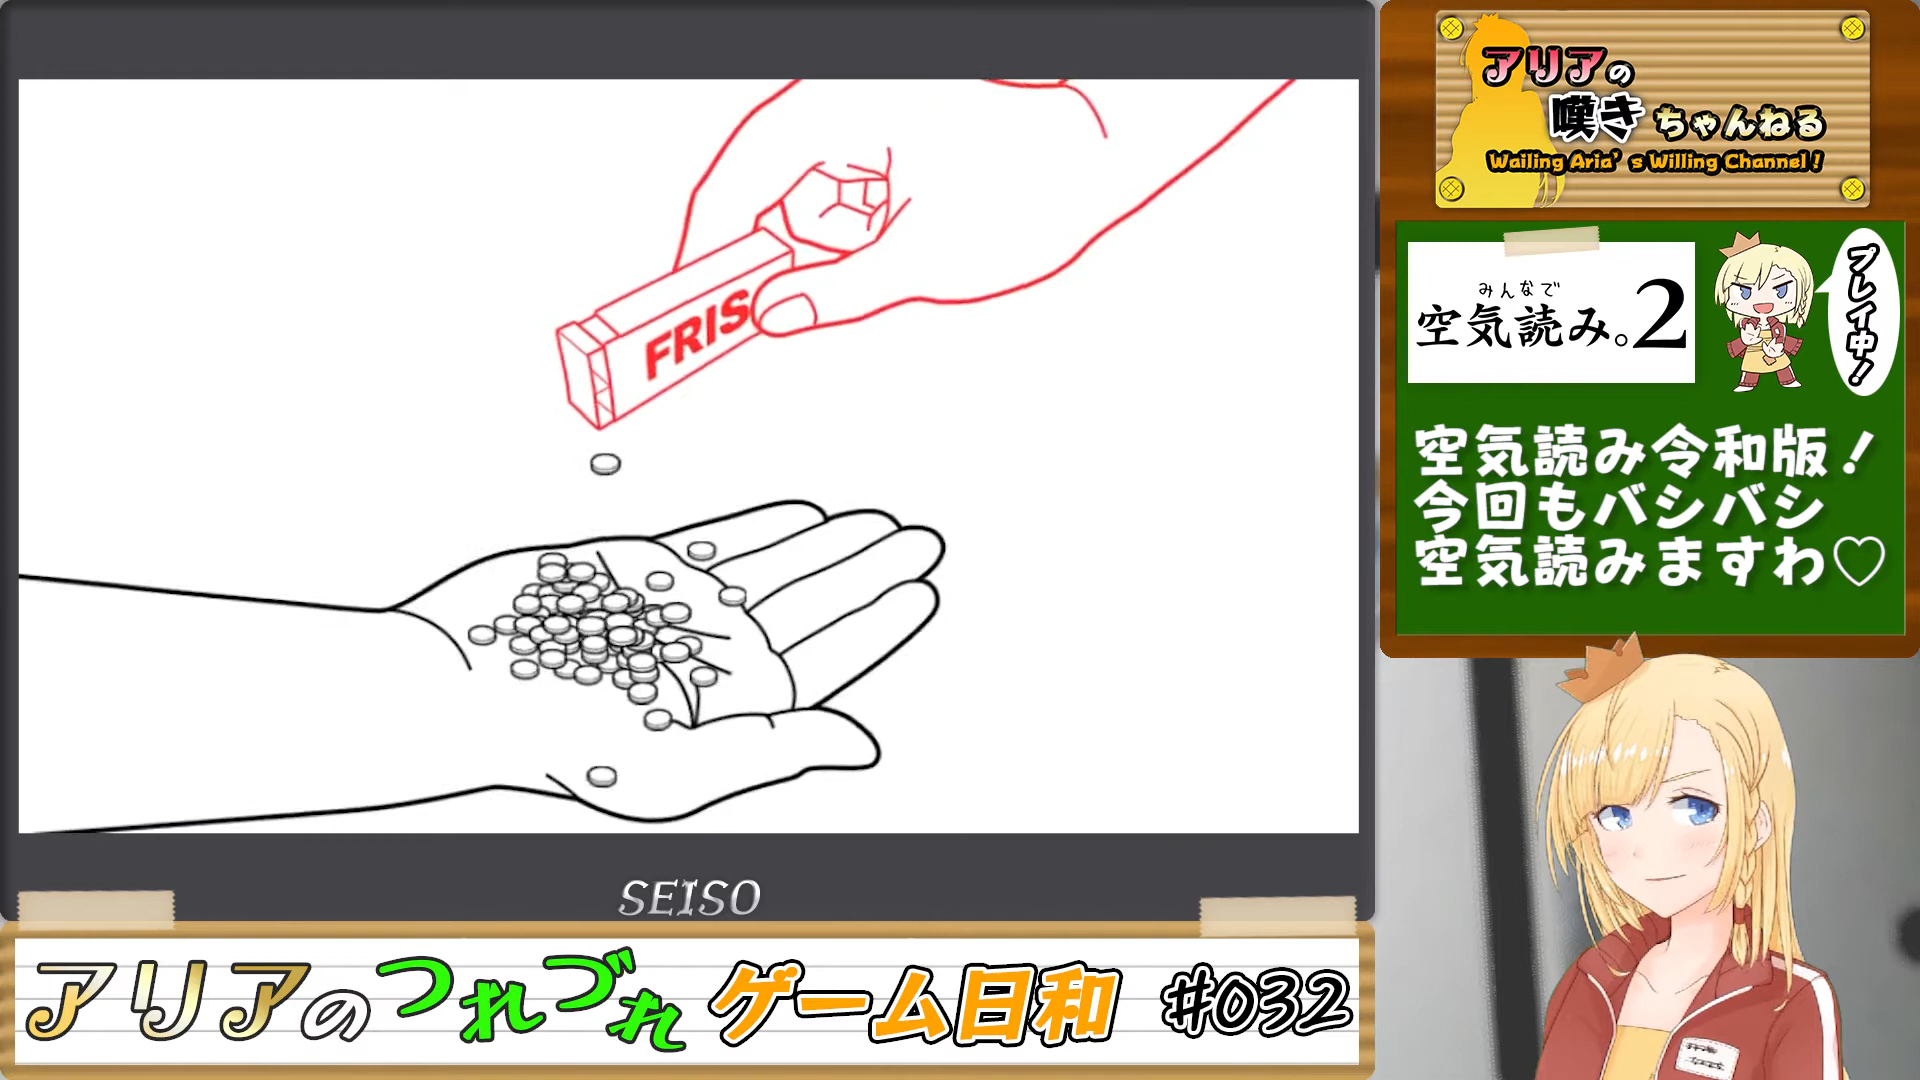 FRIS
SEISO
アリアのつれづれゲーム日和 #032
アリアの
嘆きちゃんねる
Wailing Aria's Willing Channel!
みんなで
空気読み。2
プレイ中!
空気読み令和版!
今回もバシバシ
空気読みますわ♡